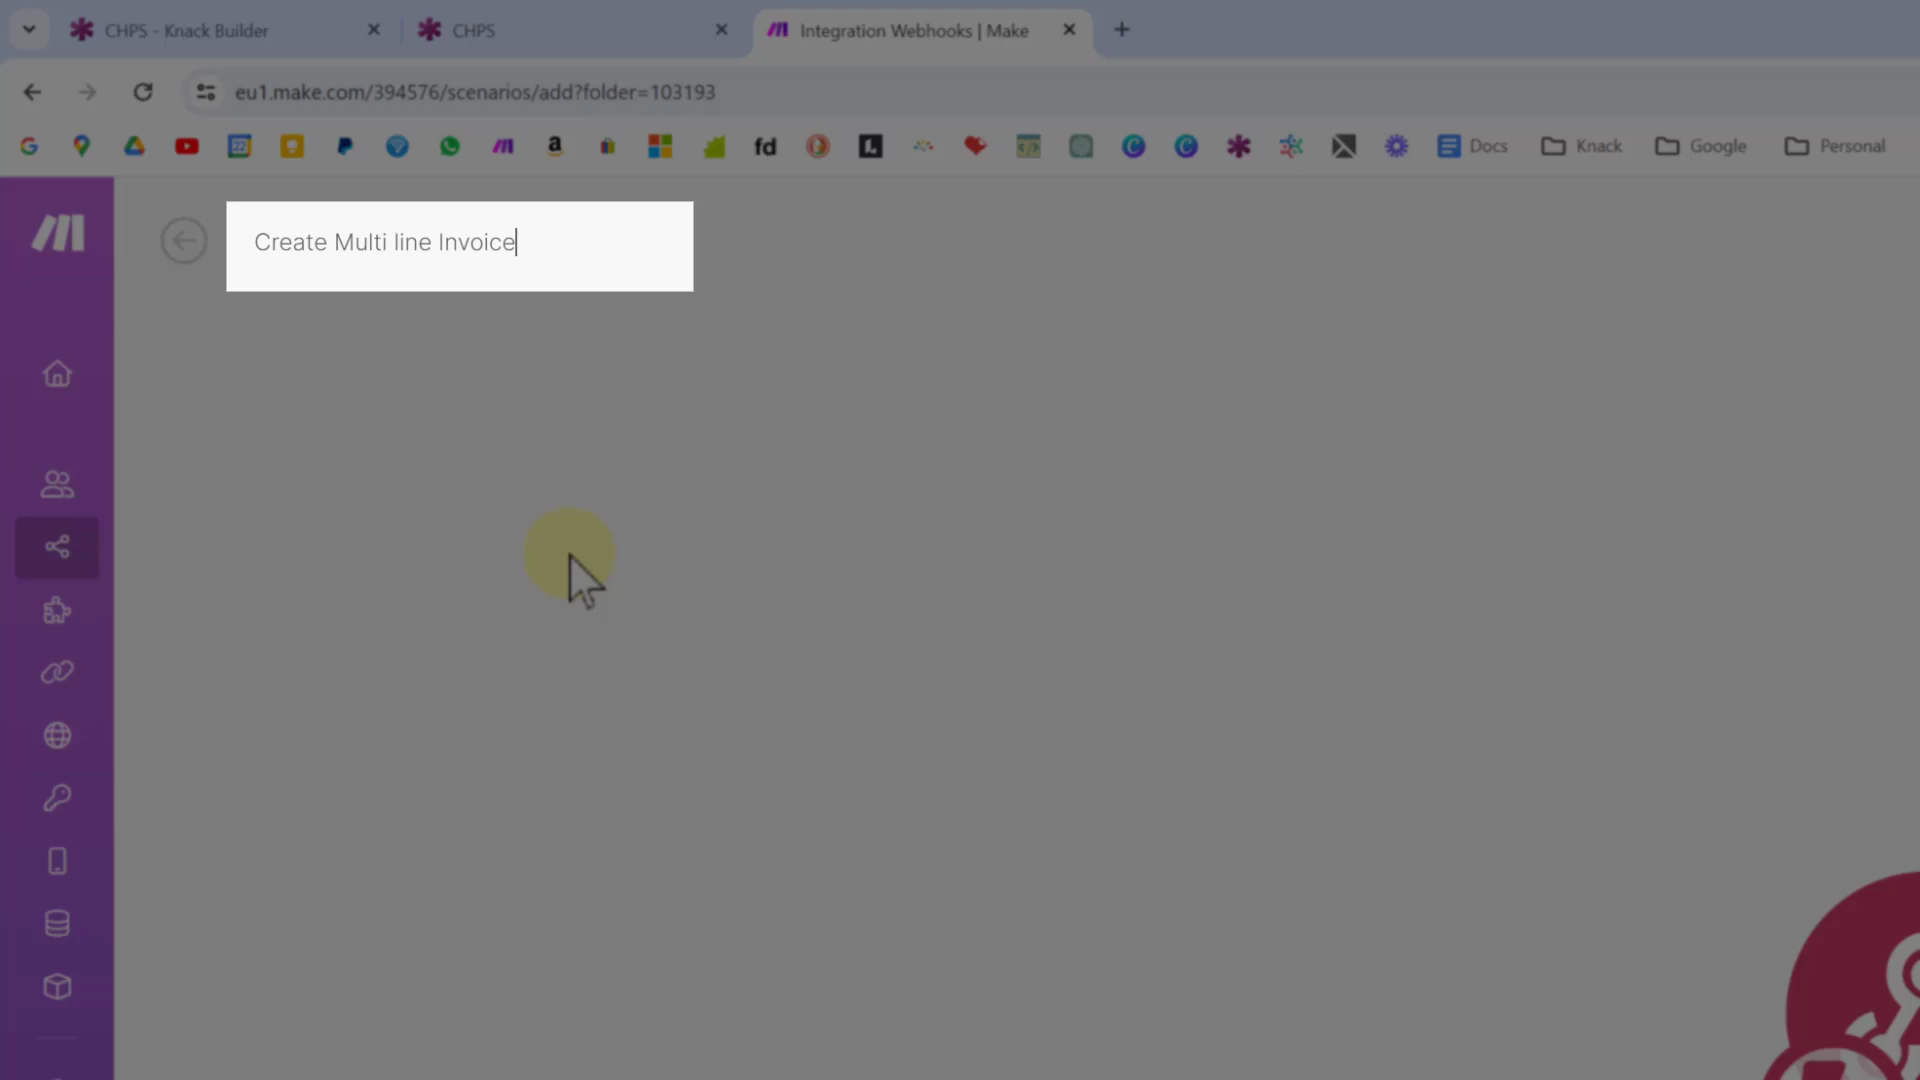 CHPS - Knack Builder
CHPS
Integration Webhooks | Make
eu1.make.com/394576/scenarios/add?folder=103193
22
a
fd
Docs
Knack
Google
Personal
Create Multi line Invoice